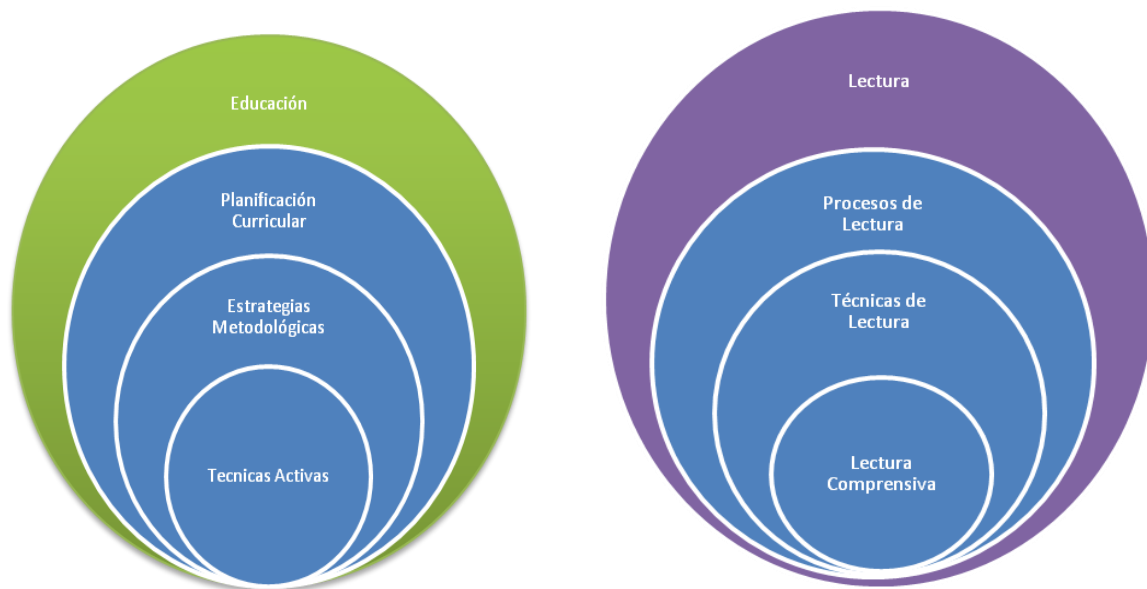 Educación
Planificación
Curricular
Estrategias
Metodológicas
Tecnicas Activas
Lectura
Procesos de
Lectura
Técnicas de
Lectura
Lectura
Comprensiva